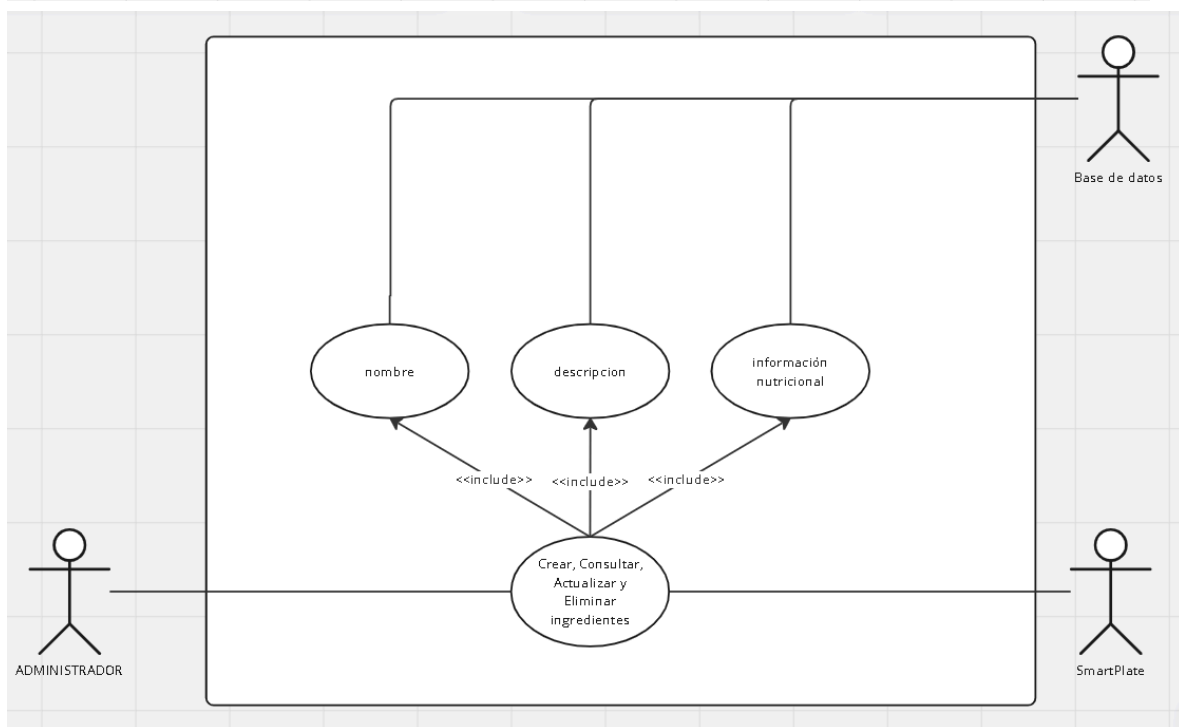 Base de datos
nombre
descripcion
información
nutricional
<<include>>
<<include>>
<<include>>
Crear, Consultar,
Actualizar y
Eliminar
ingredientes
ADMINISTRADOR
SmartPlate